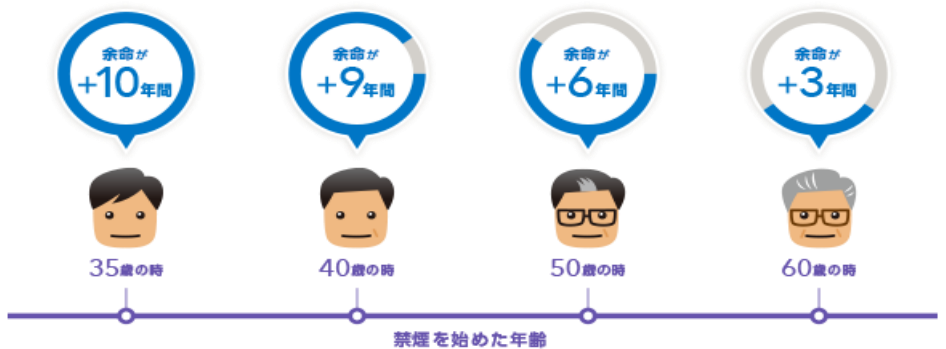 余命が
+10年間
余命が
+9年間
余命が
+6年間
余命が
+3年間
35歳の時
40歳の時
50歳の時
60歳の時
禁煙を始めた年齢